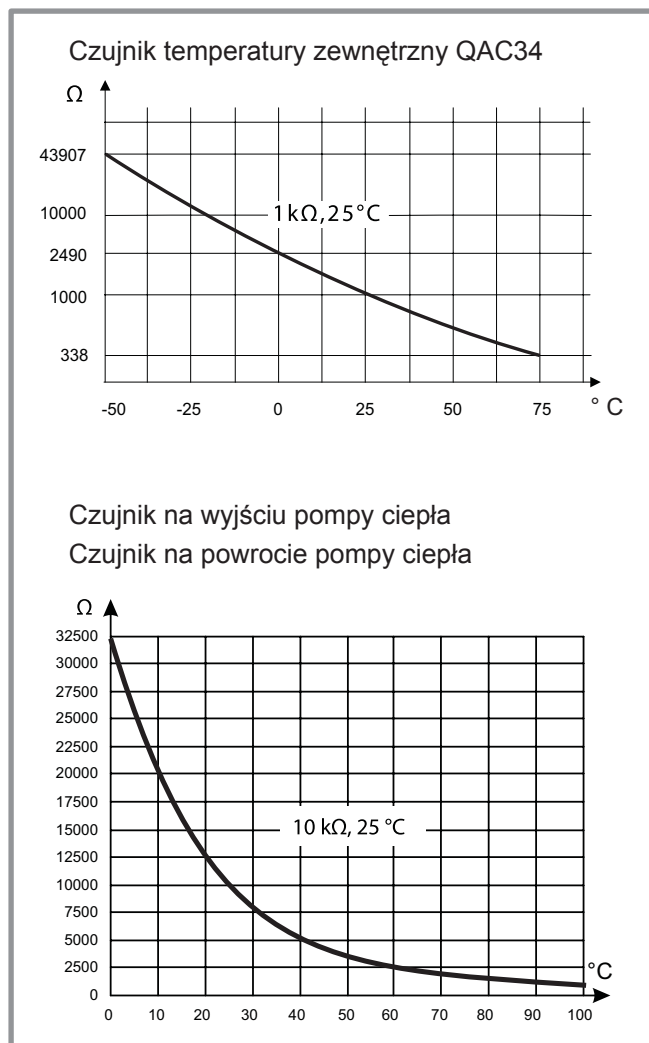 Czujnik temperatury zewnętrzny QAC34
Ω
43907
10000
2490
1000
338
1kΩ,25°C
-50 -25 0 25 50 75 ° C
Czujnik na wyjściu pompy ciepła
Czujnik na powrocie pompy ciepła
Ω
32500
30000
27500
25000
22500
20000
17500
15000
12500
10000
7500
5000
2500
0
10 kΩ, 25 °C
°C
0 10 20 30 40 50 60 70 80 90 100